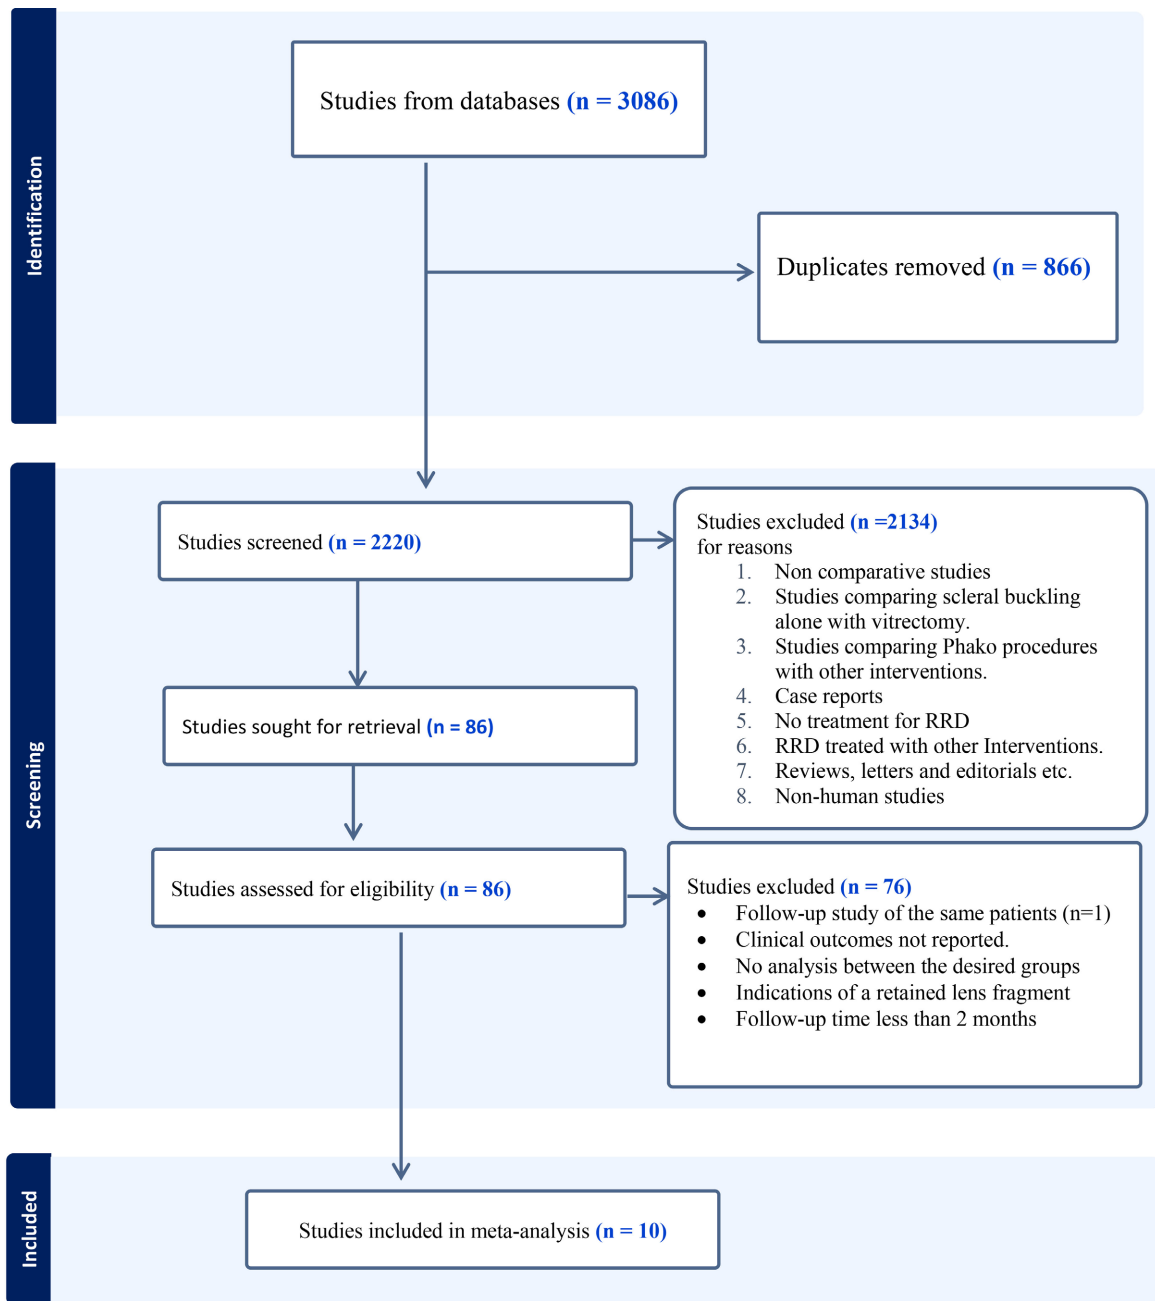 Identification
Studies from databases (n = 3086)
Duplicates removed (n = 866)
Screening
Studies screened (n = 2220)
Studies excluded (n =2134)
for reasons
1. Non comparative studies
2. Studies comparing scleral buckling
alone with vitrectomy.
3. Studies comparing Phako procedures
with other interventions.
4. Case reports
5. No treatment for RRD
6. RRD treated with other Interventions.
7. Reviews, letters and editorials etc.
8. Non-human studies
Studies sought for retrieval (n = 86)
Studies assessed for eligibility (n = 86)
Studies excluded (n = 76)
• Follow-up study of the same patients (n=1)
• Clinical outcomes not reported.
• No analysis between the desired groups
• Indications of a retained lens fragment
• Follow-up time less than 2 months
Included
Studies included in meta-analysis (n = 10)